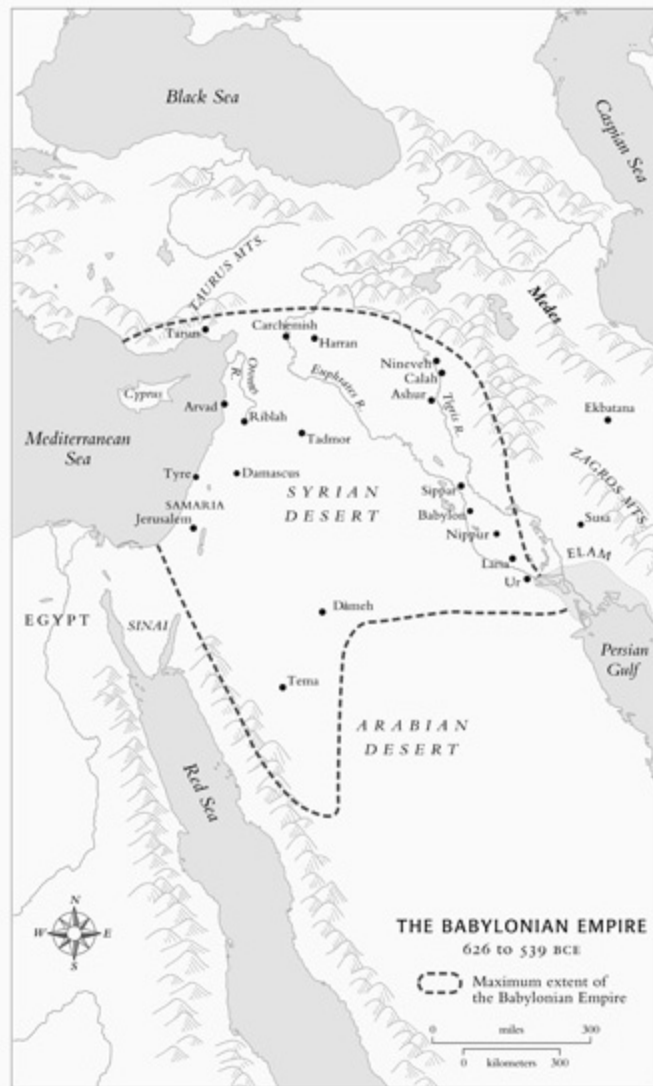 Black Sea
Caspian Sea
TAURUS MTS.
Medes
Tarsus
Carchemish
Harran
Nineveh
Calah
Ashur
Tigris R.
Euphrates R.
Orontes
R.
Cyprus
Arvad
Riblah
Tadmor
Ekbatana
Mediterranean
Sea
Tyre
Damascus
SYRIAN
DESERT
ZAGROS MTS.
SAMARIA
Jerusalem
Sippar
Babylon
Nippur
Susa
ELAM
Larsa
Ur
EGYPT
SINAI
Dûmeh
Persian
Gulf
Tema
ARABIAN
DESERT
Red Sea
N
W
E
S
THE BABYLONIAN EMPIRE
626 to 539 BCE
Maximum extent of
the Babylonian Empire
0 miles 300
0 kilometers 300